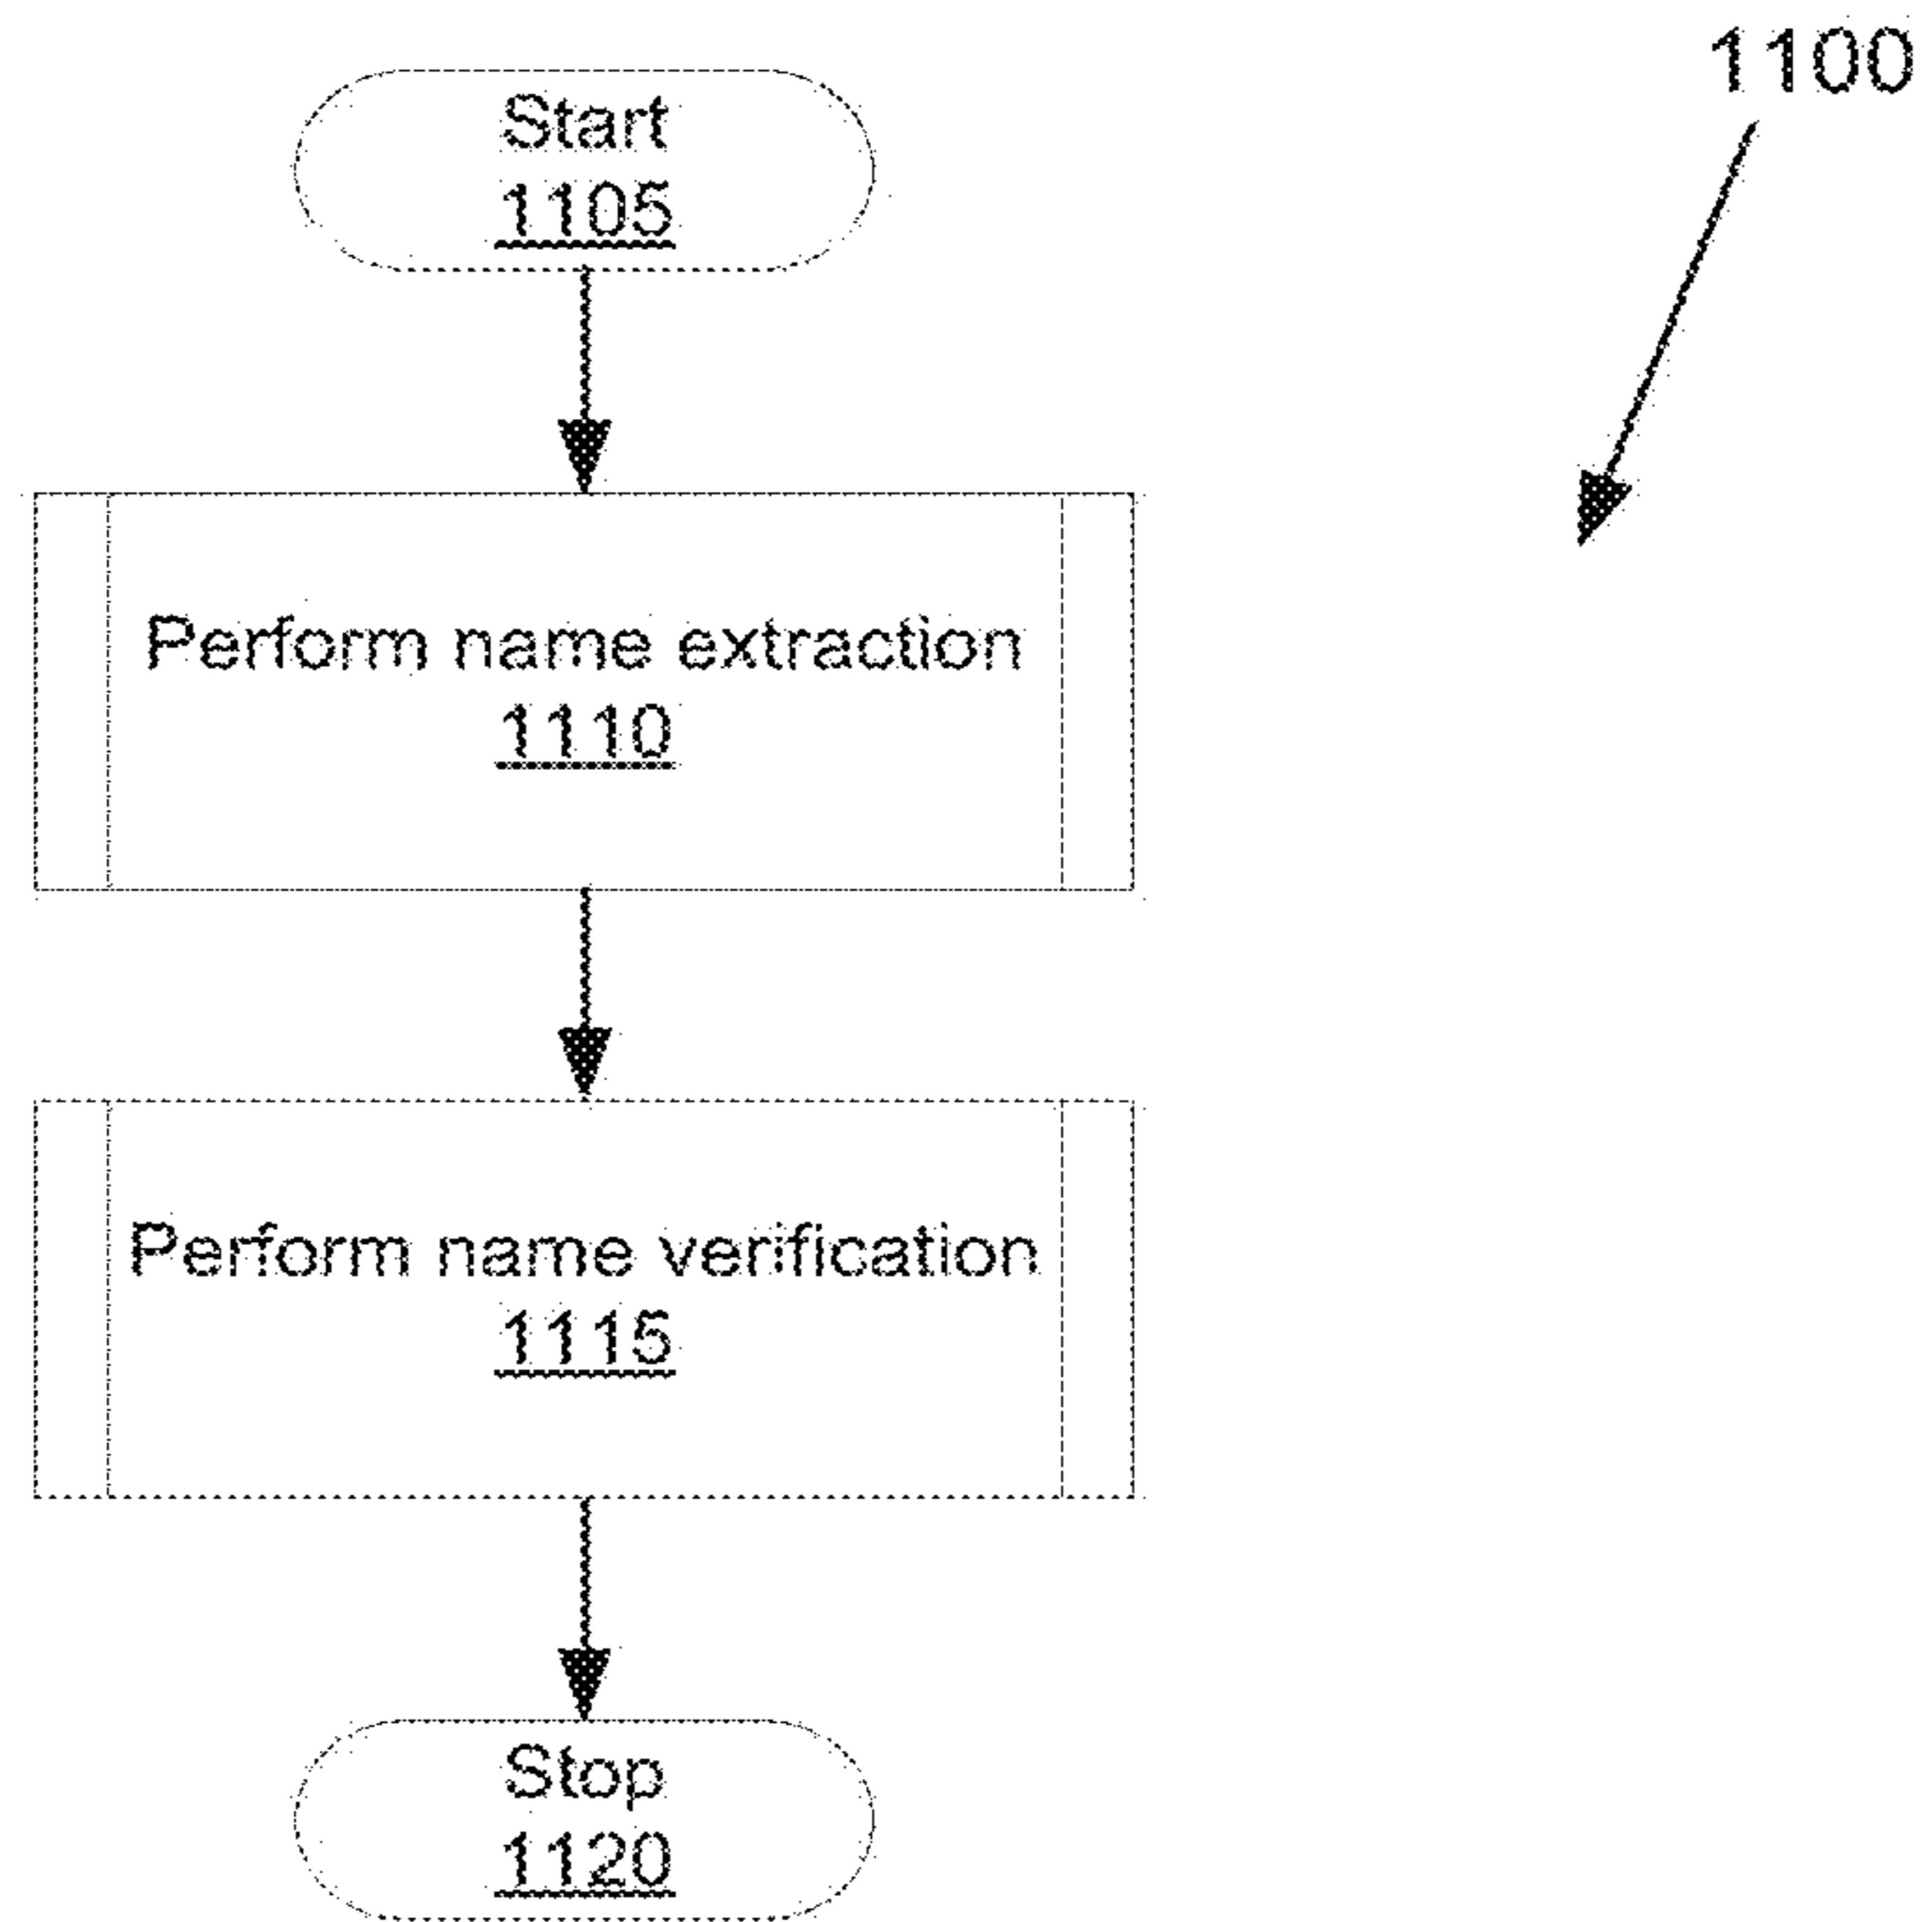 1100
Start
1105
Perform name extraction
1110
Perform name verification
1115
Stop
1120